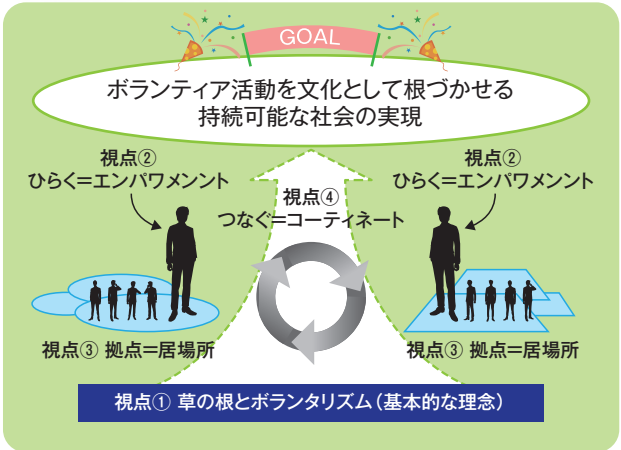 GOAL
ボランティア活動を文化として根づかせる
持続可能な社会の実現
視点②
ひらく=エンパワメンント
視点②
ひらく=エンパワメンント
視点④
つなぐ=コーティネート
視点③ 拠点=居場所
視点③ 拠点=居場所
視点① 草の根とボランタリズム（基本的な理念）